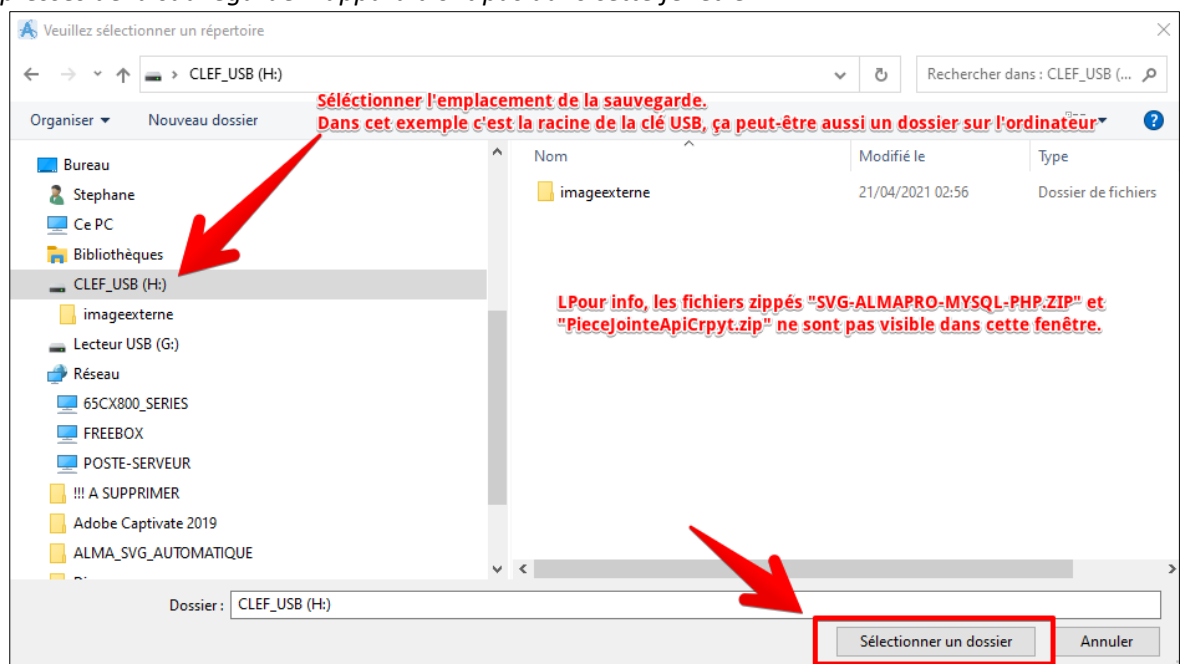 Veuillez sélectionner un répertoire
CLEF_USB (H:)
Rechercher dans : CLEF_USB (...
Séléctionner l'emplacement de la sauvegarde.
Dans cet exemple c'est la racine de la clé USB, ça peut-être aussi un dossier sur l'ordinateur
Organiser
Nouveau dossier
Nom
Modifié le
Type
Bureau
Stephane
imageexterne
21/04/2021 02:56
Dossier de fichiers
Ce PC
Bibliothèques
CLEF_USB (H:)
imageexterne
Lecteur USB (G:)
Réseau
65CX800_SERIES
FREEBOX
POSTE-SERVEUR
!!! A SUPPRIMER
Adobe Captivate 2019
ALMA_SVG_AUTOMATIQUE
LPour info, les fichiers zippés "SVG-ALMAPRO-MYSQL-PHP.ZIP" et
"PieceJointeApiCrpyt.zip" ne sont pas visible dans cette fenêtre.
Dossier : CLEF_USB (H:)
Sélectionner un dossier
Annuler